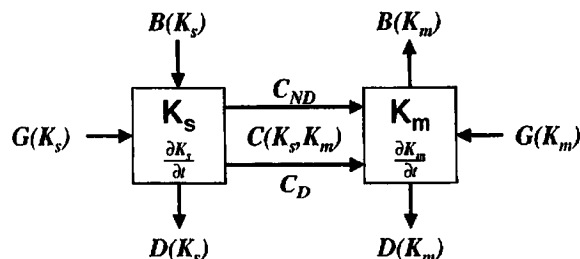 B(K_s) B(K_m)
C_ND
K_s K_m
G(K_s) C(K_s,K_m) G(K_m)
∂K_s/∂t ∂K_m/∂t
C_D
D(K_s) D(K_m)